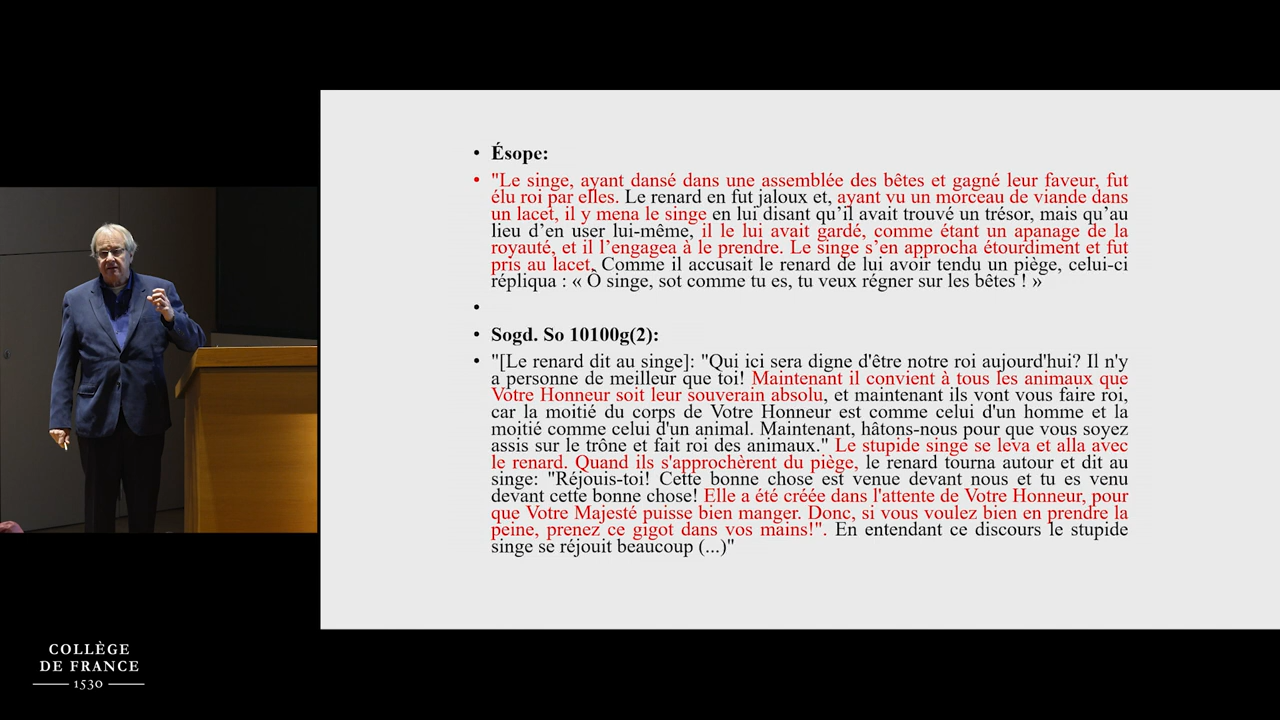 • Ésope:
• "Le singe, ayant dansé dans une assemblée des bêtes et gagné leur faveur, fut
élu roi par elles. Le renard en fut jaloux et, ayant vu un morceau de viande dans
un lacet, il y mena le singe en lui disant qu'il avait trouvé un trésor, mais qu'au
lieu d'en user lui-même, il le lui avait gardé, comme étant un apanage de la
royauté, et il l'engagea à le prendre. Le singe s'en approcha étourdiment et fut
pris au lacet. Comme il accusait le renard de lui avoir tendu un piège, celui-ci
répliqua : « Ô singe, sot comme tu es, tu veux régner sur les bêtes ! »
•
• Sogd. So 10100g(2):
• "[Le renard dit au singe]: "Qui ici sera digne d'être notre roi aujourd'hui? Il n'y
a personne de meilleur que toi! Maintenant il convient à tous les animaux que
Votre Honneur soit leur souverain absolu, et maintenant ils vont vous faire roi,
car la moitié du corps de Votre Honneur est comme celui d'un homme et la
moitié comme celui d'un animal. Maintenant, hâtons-nous pour que vous soyez
assis sur le trône et fait roi des animaux." Le stupide singe se leva et alla avec
le renard. Quand ils s'approchèrent du piège, le renard tourna autour et dit au
singe: "Réjouis-toi! Cette bonne chose est venue devant nous et tu es venu
devant cette bonne chose! Elle a été créée dans l'attente de Votre Honneur, pour
que Votre Majesté puisse bien manger. Donc, si vous voulez bien en prendre la
peine, prenez ce gigot dans vos mains!". En entendant ce discours le stupide
singe se réjouit beaucoup (...)"
COLLÈGE
DE FRANCE
1530